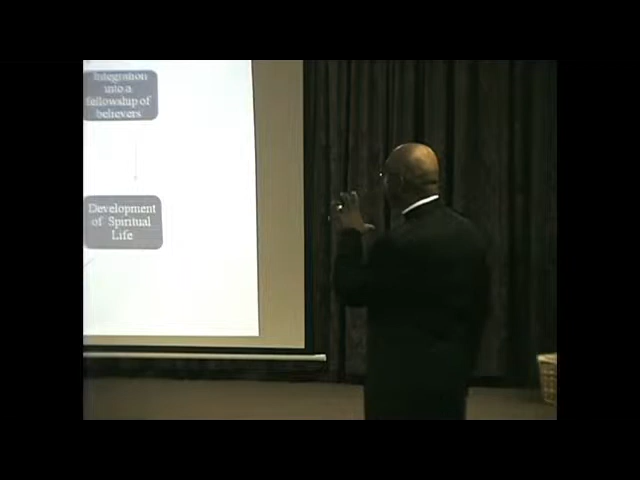 Integration
into a
fellowship of
believers
Development
of Spiritual
Life